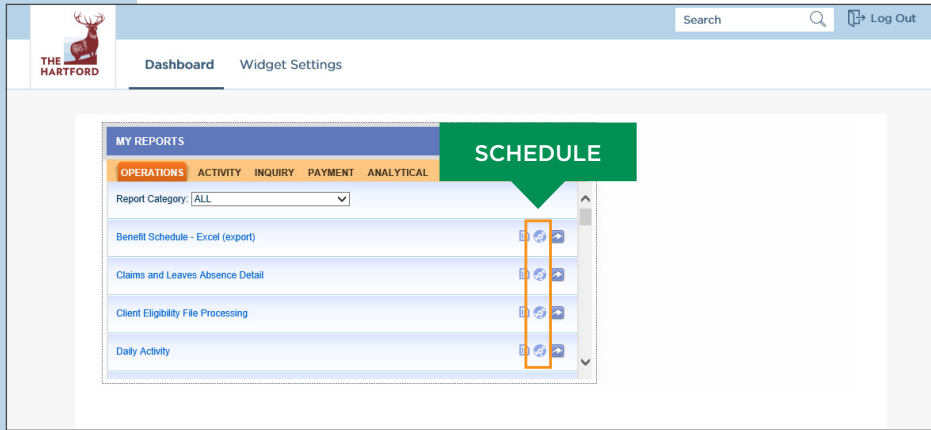 Search
Log Out
THE
HARTFORD
Dashboard Widget Settings
MY REPORTS
SCHEDULE
OPERATIONS ACTIVITY INQUIRY PAYMENT ANALYTICAL
Report Category: ALL
Benefit Schedule - Excel (export)
Claims and Leaves Absence Detail
Client Eligibility File Processing
Daily Activity